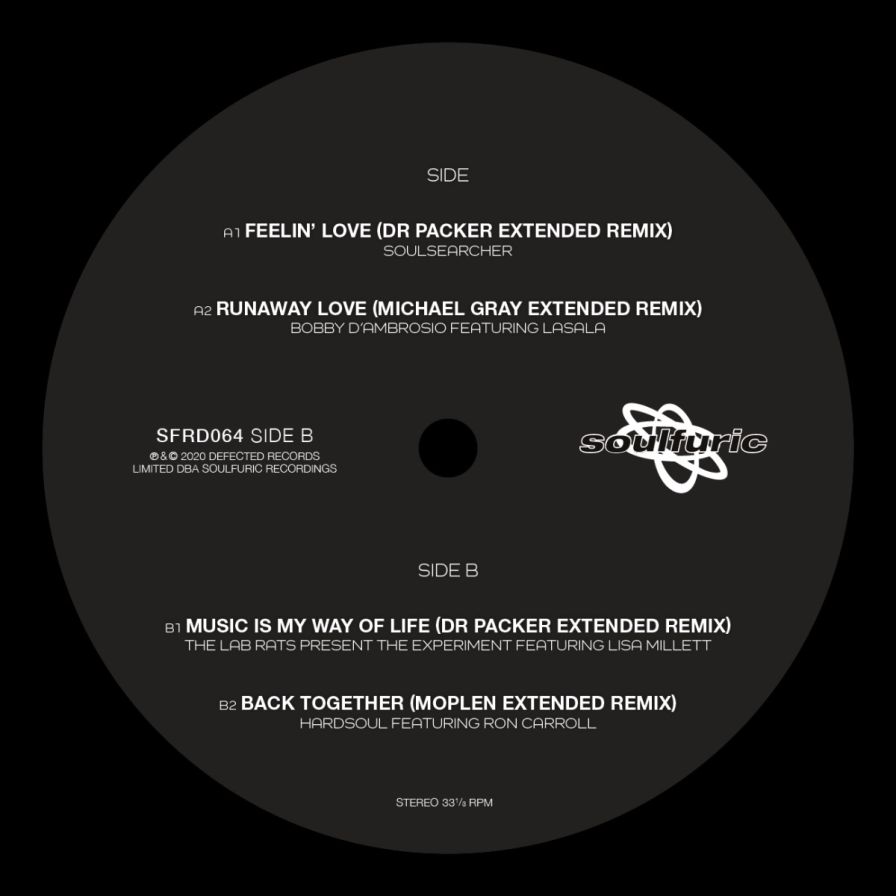 SIDE
A1 FEELIN' LOVE (DR PACKER EXTENDED REMIX)
SOULSEARCHER
A2 RUNAWAY LOVE (MICHAEL GRAY EXTENDED REMIX)
BOBBY D'AMBROSIO FEATURING LASALA
SFRD064 SIDE B
℗ & © 2020 DEFECTED RECORDS
LIMITED DBA SOULFURIC RECORDINGS
soulfuric
SIDE B
B1 MUSIC IS MY WAY OF LIFE (DR PACKER EXTENDED REMIX)
THE LAB RATS PRESENT THE EXPERIMENT FEATURING LISA MILLETT
B2 BACK TOGETHER (MOPLEN EXTENDED REMIX)
HARDSOUL FEATURING RON CARROLL
STEREO 33⅓ RPM